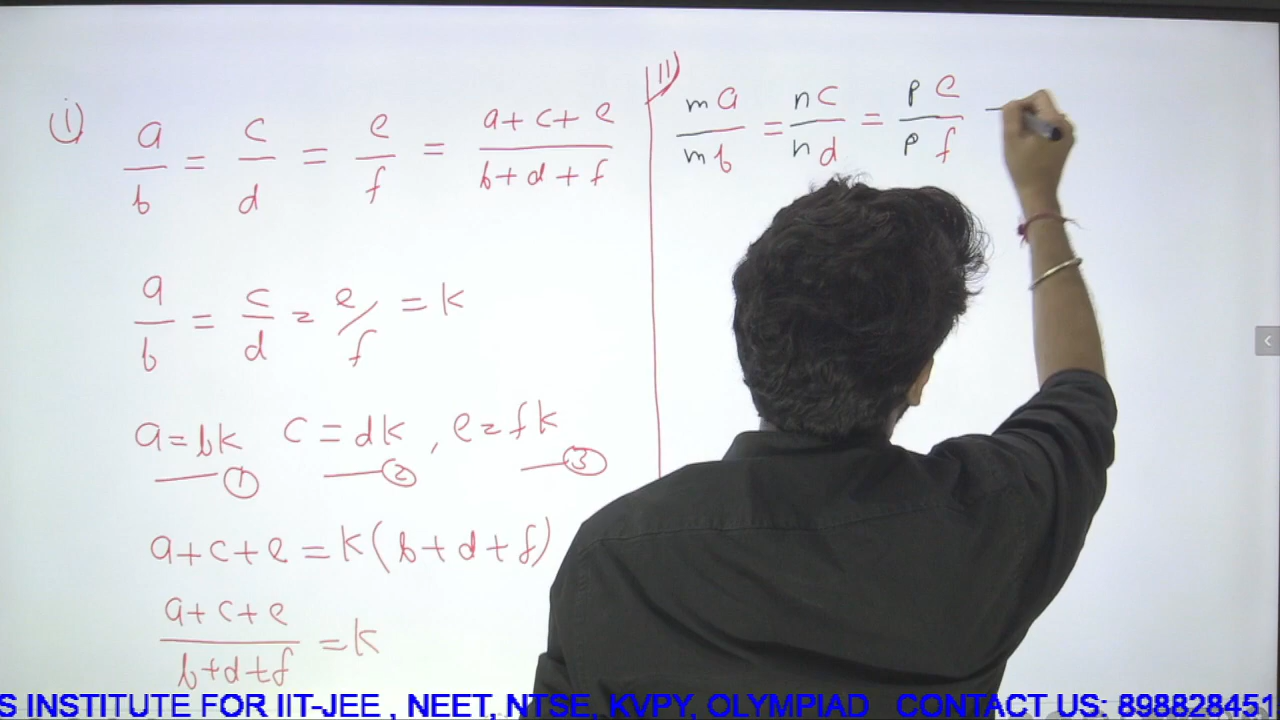 i) a/b = c/d = e/f = a+c+e/b+d+f
a/b = c/d = e/f = k
a=bk c=dk , e=fk
1 2 3
a+c+e = k(b+d+f)
a+c+e/b+d+f = k
II) ma/mb = nc/nd = pe/pf
S INSTITUTE FOR IIT-JEE , NEET, NTSE, KVPY, OLYMPIAD CONTACT US: 898828451